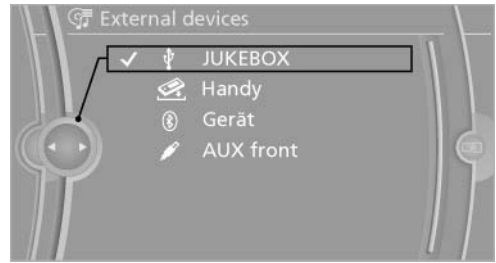 External devices
JUKEBOX
Handy
Gerät
AUX front